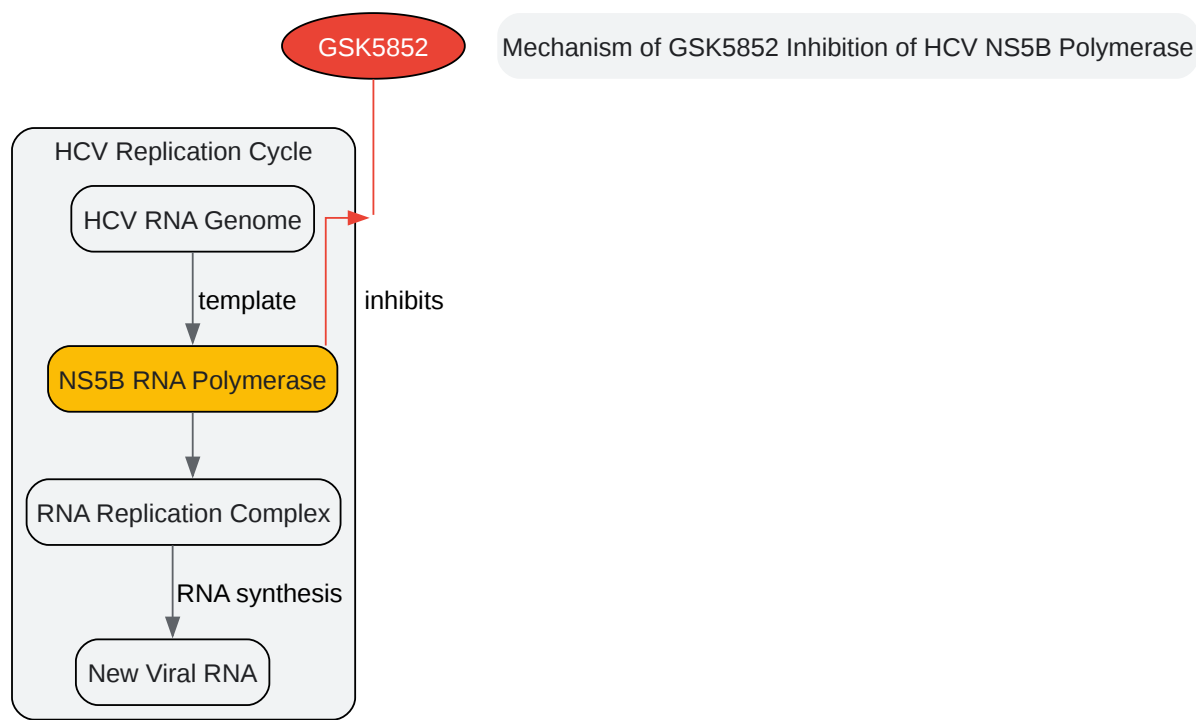 GSK5852
Mechanism of GSK5852 Inhibition of HCV NS5B Polymerase
HCV Replication Cycle
HCV RNA Genome
template
inhibits
NS5B RNA Polymerase
RNA Replication Complex
RNA synthesis
New Viral RNA